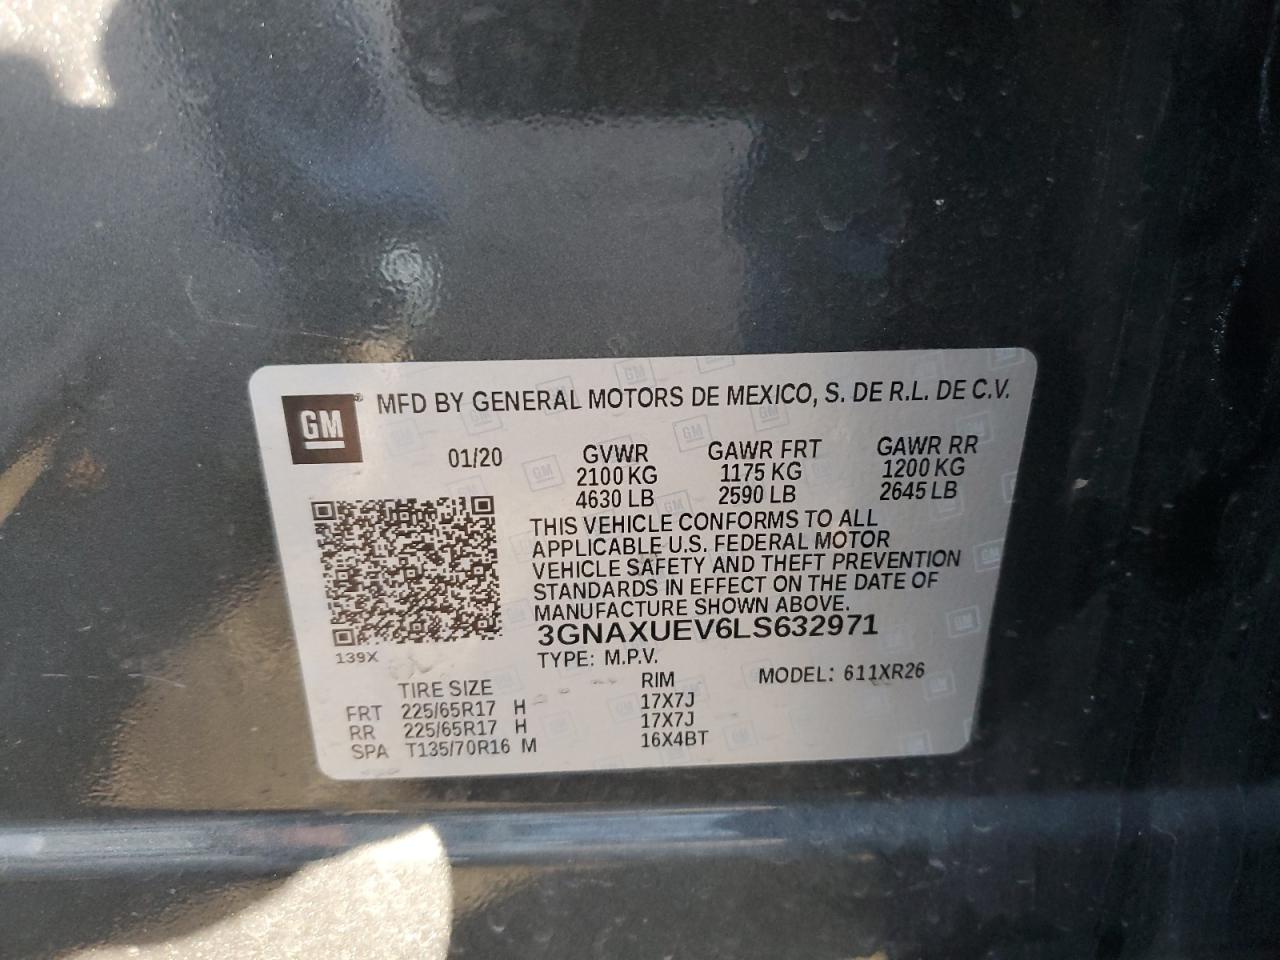 GM® MFD BY GENERAL MOTORS DE MEXICO, S. DE R.L. DE C.V.
01/20 GVWR GAWR FRT GAWR RR
2100 KG 1175 KG 1200 KG
4630 LB 2590 LB 2645 LB
THIS VEHICLE CONFORMS TO ALL
APPLICABLE U.S. FEDERAL MOTOR
VEHICLE SAFETY AND THEFT PREVENTION
STANDARDS IN EFFECT ON THE DATE OF
MANUFACTURE SHOWN ABOVE.
3GNAXUEV6LS632971
139X TYPE: M.P.V. MODEL: 611XR26
TIRE SIZE RIM
FRT 225/65R17 H 17X7J
RR 225/65R17 H 17X7J
SPA T135/70R16 M 16X4BT